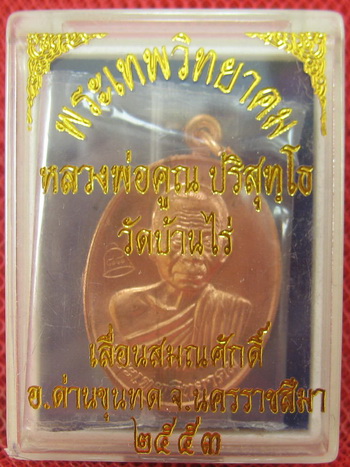 พระเทพวิทยาคม
หลวงพ่อคูณ ปริสุทฺโธ
วัดบ้านไร่
เลื่อนสมณศักดิ์
อ.ด่านขุนทด จ.นครราชสีมา
๒๕๕๓